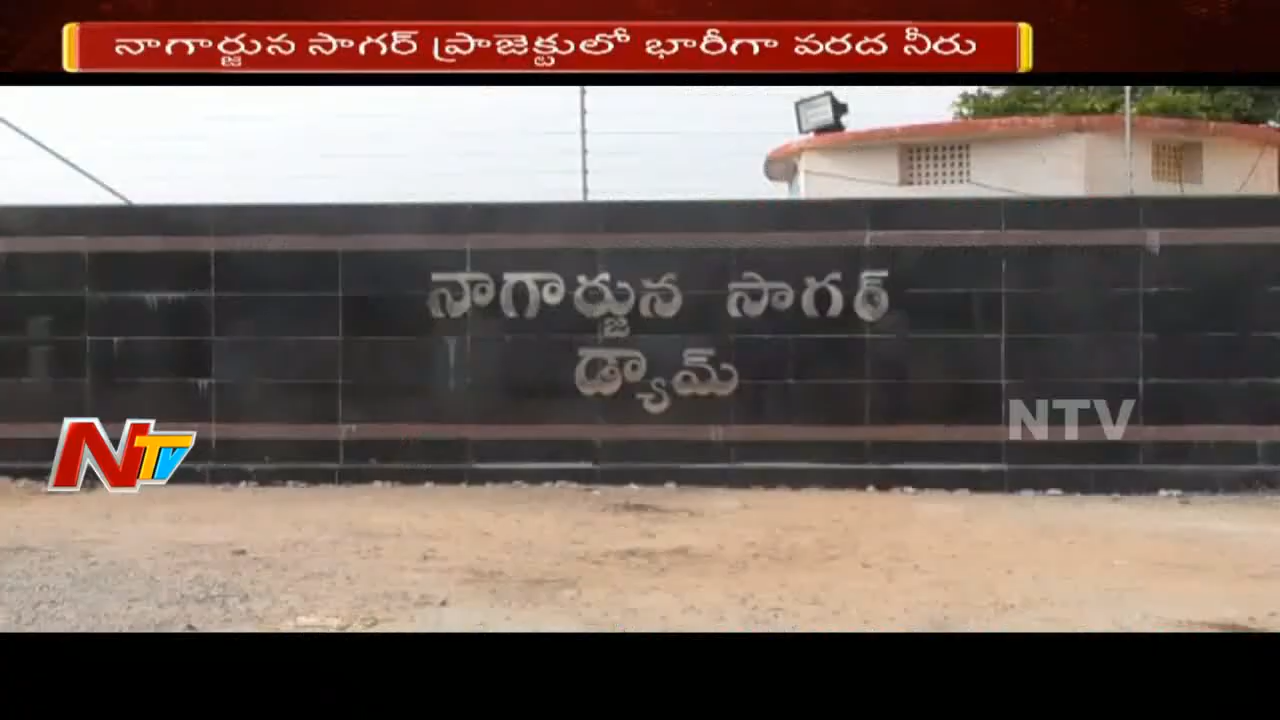 నాగార్జున సాగర్ ప్రాజెక్టులో భారీగా వరద నీరు
నాగార్జున సాగర్
డ్యామ్
NTV
NTV